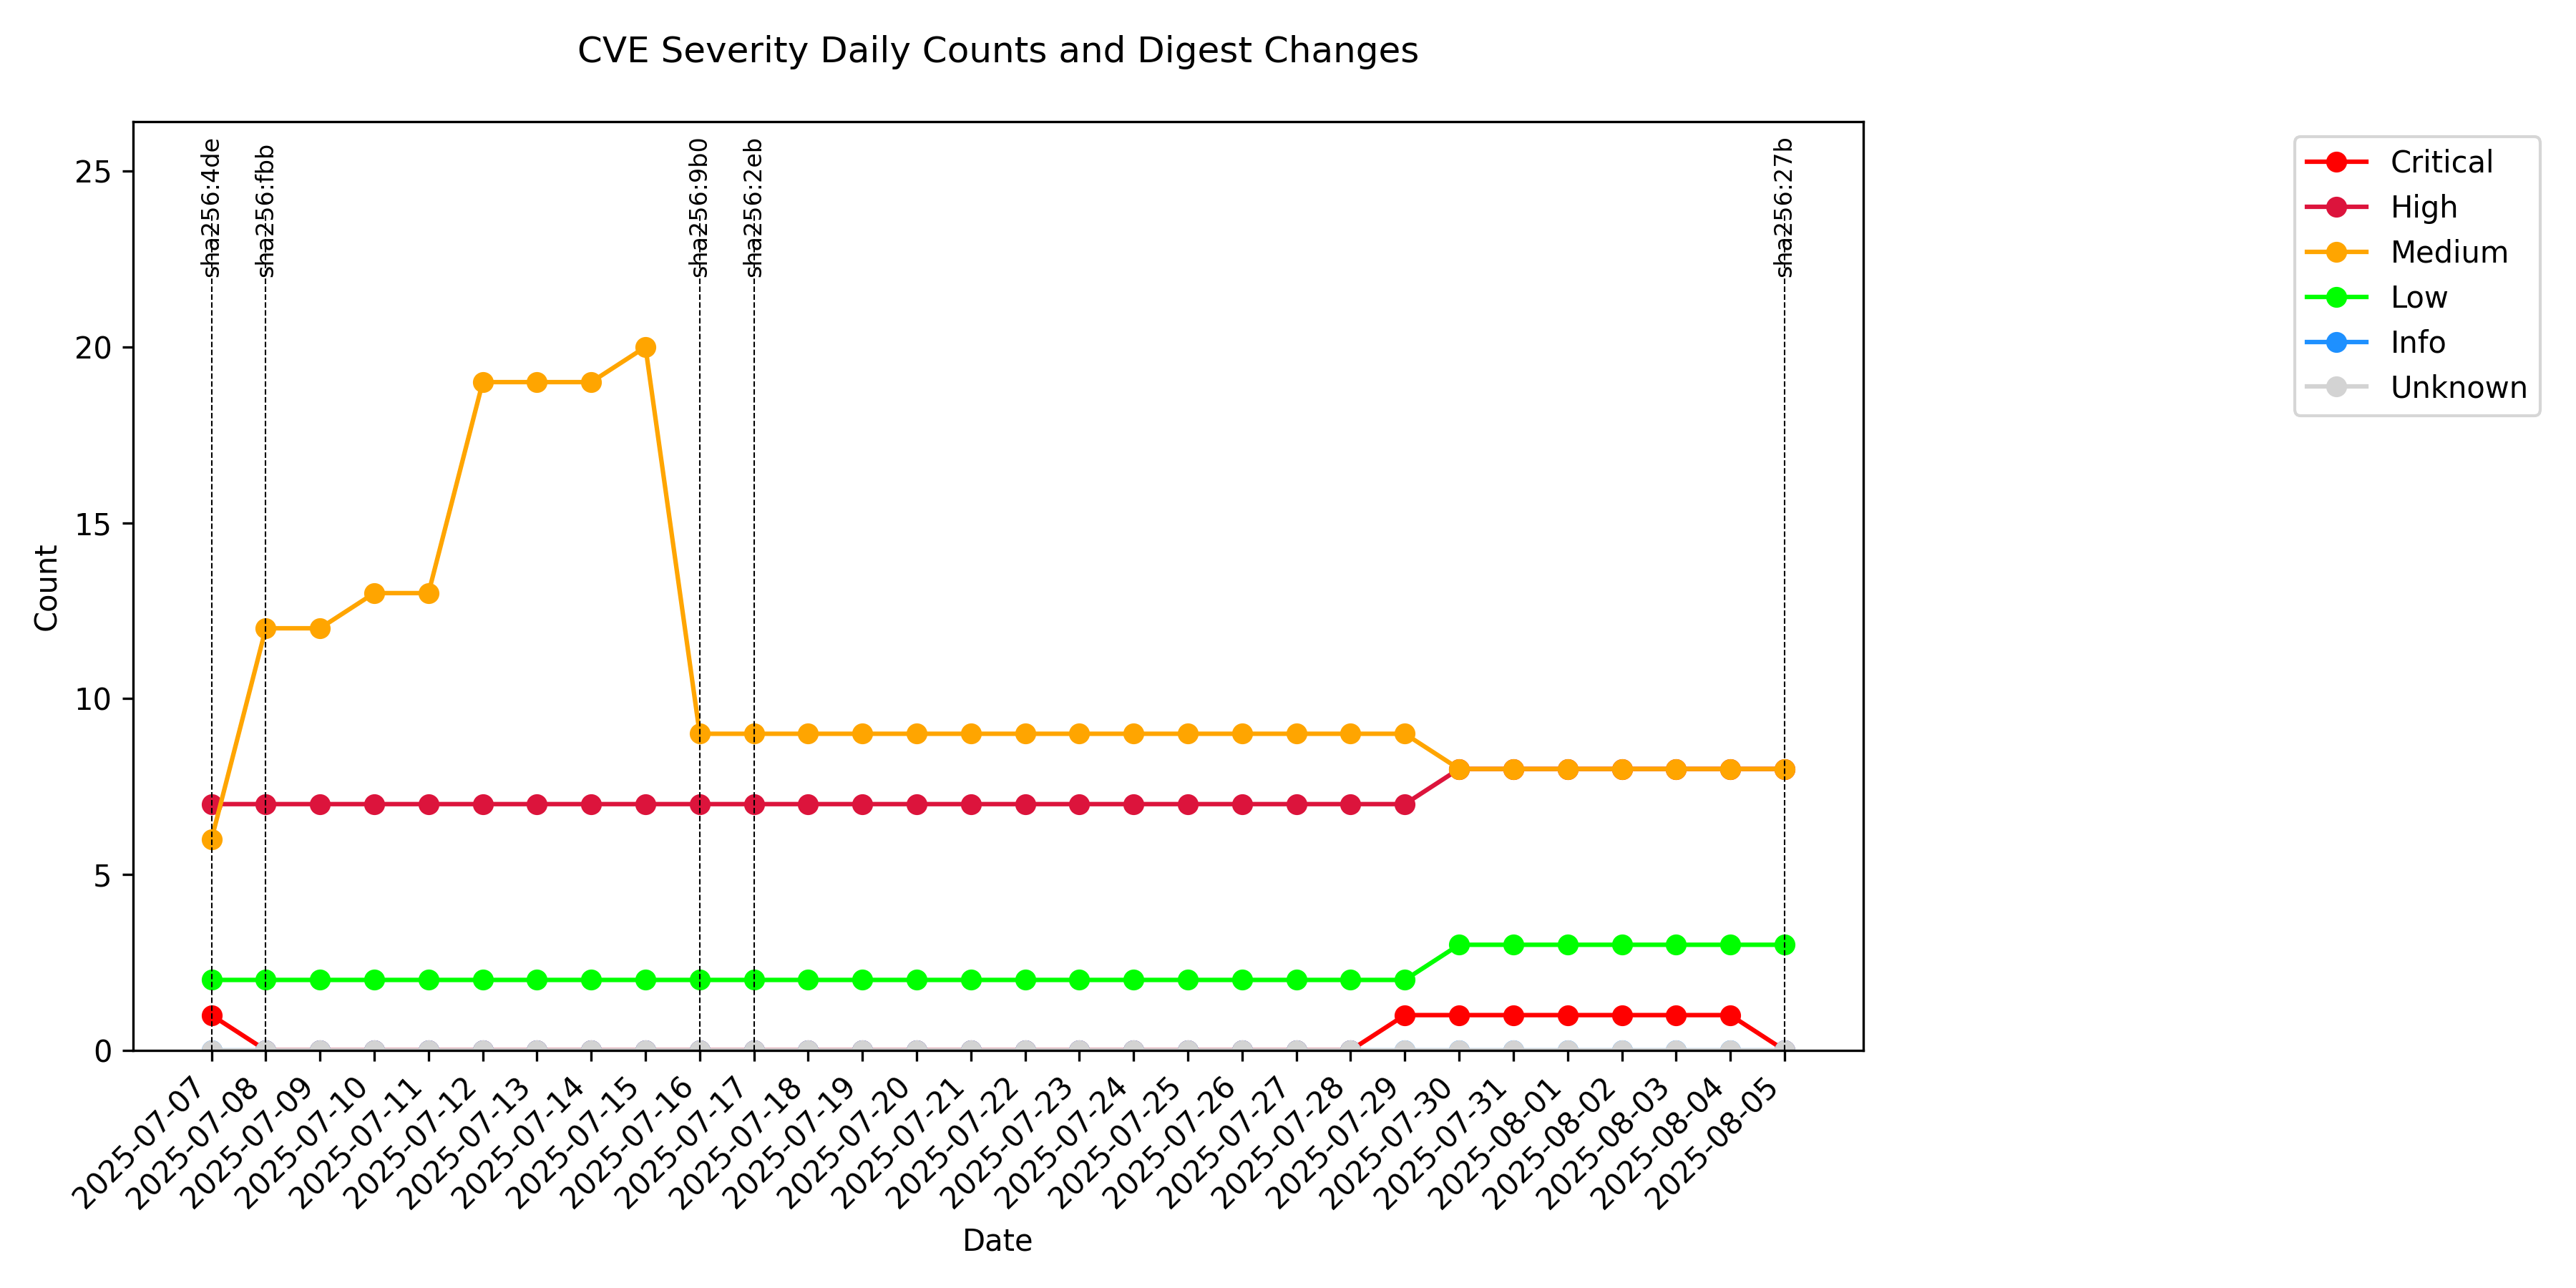 CVE Severity Daily Counts and Digest Changes
sha256:4de
sha256:fbb
sha256:9b0
sha256:2eb
sha256:27b
Critical
High
Medium
Low
Info
Unknown
25
20
15
10
5
0
Count
2025-07-07
2025-07-08
2025-07-09
2025-07-10
2025-07-11
2025-07-12
2025-07-13
2025-07-14
2025-07-15
2025-07-16
2025-07-17
2025-07-18
2025-07-19
2025-07-20
2025-07-21
2025-07-22
2025-07-23
2025-07-24
2025-07-25
2025-07-26
2025-07-27
2025-07-28
2025-07-29
2025-07-30
2025-07-31
2025-08-01
2025-08-02
2025-08-03
2025-08-04
2025-08-05
Date